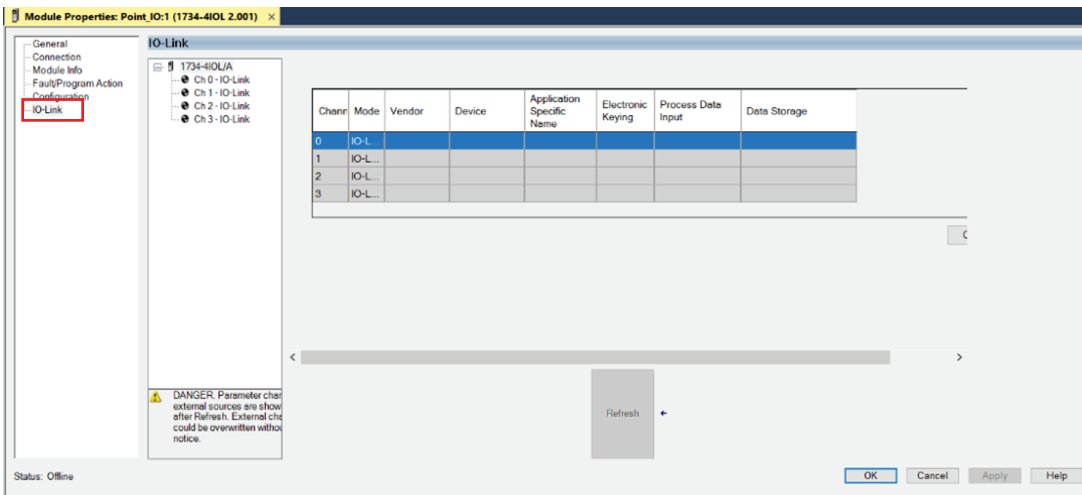 Module Properties: Point_IO:1 (1734-4IOL 2.001) ×
General
Connection
Module Info
Fault/Program Action
Configuration
IO-Link
IO-Link
1734-4IOL/A
Ch 0 - IO-Link
Ch 1 - IO-Link
Ch 2 - IO-Link
Ch 3 - IO-Link
DANGER. Parameter char
external sources are show
after Refresh. External cha
could be overwritten withou
notice.
Chann Mode Vendor Device Application Specific Name Electronic Keying Process Data Input Data Storage
0 IO-L...
1 IO-L...
2 IO-L...
3 IO-L...
Refresh
Status: Offline
OK Cancel Apply Help